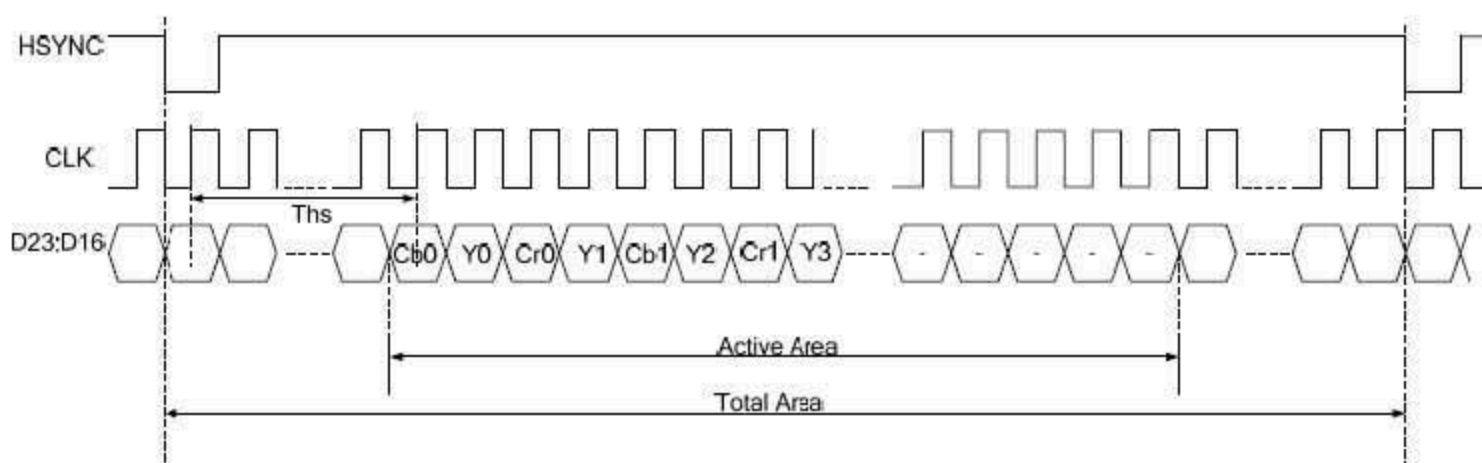 HSYNC
CLK
Ths
D23;D16
Cb0 Y0 Cr0 Y1 Cb1 Y2 Cr1 Y3 - - - - -
Active Area
Total Area